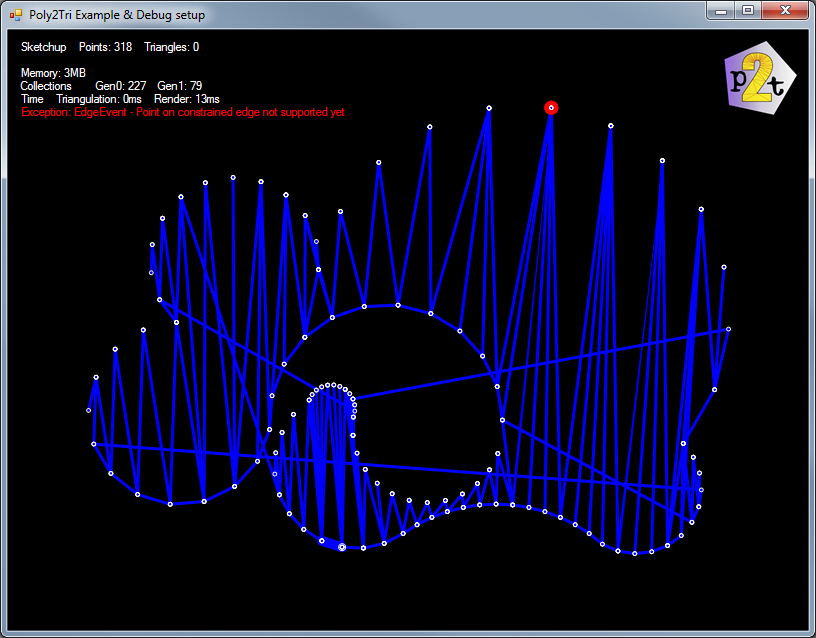 Poly2Tri Example & Debug setup
Sketchup Points: 318 Triangles: 0
Memory: 3MB
Collections Gen0: 227 Gen1: 79
Time Triangulation: 0ms Render: 13ms
Exception: EdgeEvent - Point on constrained edge not supported yet
p2t